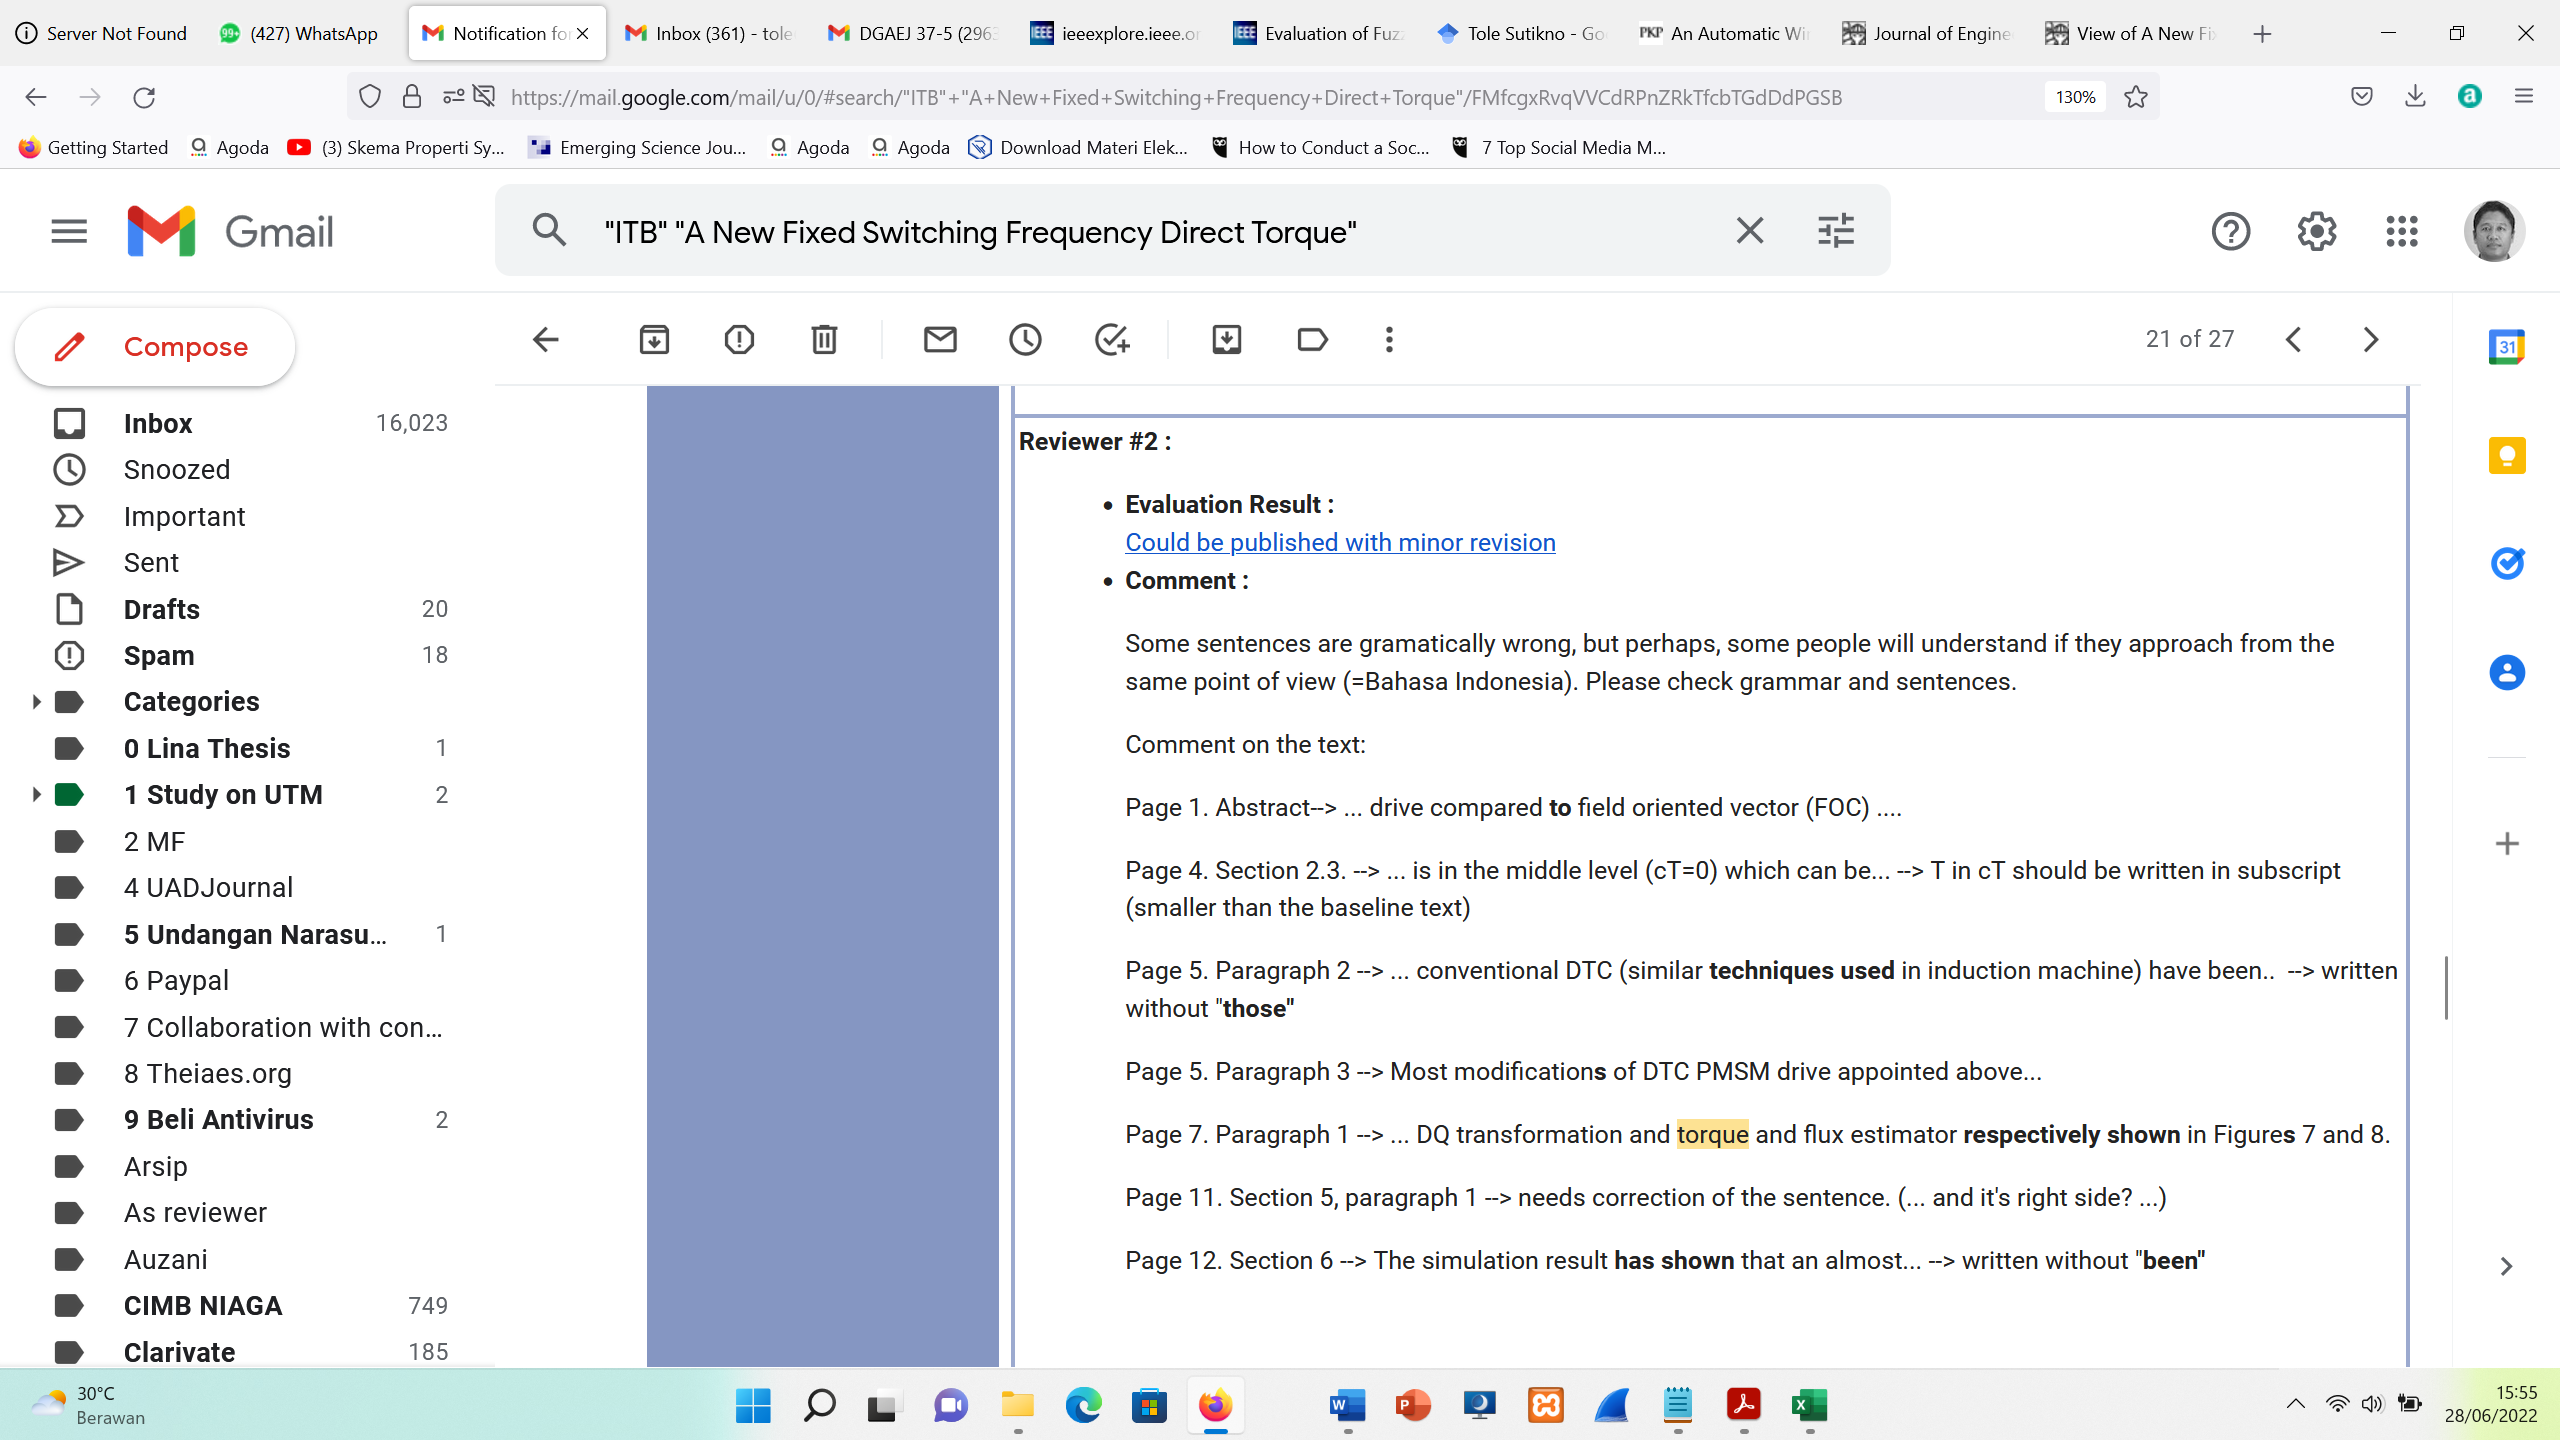 Server Not Found
(427) WhatsApp
Notification fo
Inbox (361) - tole
DGAEJ 37-5 (2963
ieeexplore.ieee.or
Evaluation of Fuzz
Tole Sutikno - Go
An Automatic Wi
Journal of Engine
View of A New Fi
https://mail.google.com/mail/u/0/#search/"ITB"+"A+New+Fixed+Switching+Frequency+Direct+Torque"/FMfcgxRvqVVCdRPnZRkTfcbTGdDdPGSB
130%
Getting Started
Agoda
(3) Skema Properti Sy...
Emerging Science Jou...
Agoda
Agoda
Download Materi Elek...
How to Conduct a Soc...
7 Top Social Media M...
Gmail
"ITB" "A New Fixed Switching Frequency Direct Torque"
Compose
21 of 27
31
Inbox 16,023
Snoozed
Important
Sent
Drafts 20
Spam 18
Categories
0 Lina Thesis 1
1 Study on UTM 2
2 MF
4 UADJournal
5 Undangan Narasu... 1
6 Paypal
7 Collaboration with con...
8 Theiaes.org
9 Beli Antivirus 2
Arsip
As reviewer
Auzani
CIMB NIAGA 749
Clarivate 185
Reviewer #2 :
• Evaluation Result :
Could be published with minor revision
• Comment :
Some sentences are gramatically wrong, but perhaps, some people will understand if they approach from the
same point of view (=Bahasa Indonesia). Please check grammar and sentences.
Comment on the text:
Page 1. Abstract--> ... drive compared to field oriented vector (FOC) ....
Page 4. Section 2.3. --> ... is in the middle level (cT=0) which can be... --> T in cT should be written in subscript
(smaller than the baseline text)
Page 5. Paragraph 2 --> ... conventional DTC (similar techniques used in induction machine) have been..  --> written
without "those"
Page 5. Paragraph 3 --> Most modifications of DTC PMSM drive appointed above...
Page 7. Paragraph 1 --> ... DQ transformation and torque and flux estimator respectively shown in Figures 7 and 8.
Page 11. Section 5, paragraph 1 --> needs correction of the sentence. (... and it's right side? ...)
Page 12. Section 6 --> The simulation result has shown that an almost... --> written without "been"
30°C
Berawan
15:55
28/06/2022